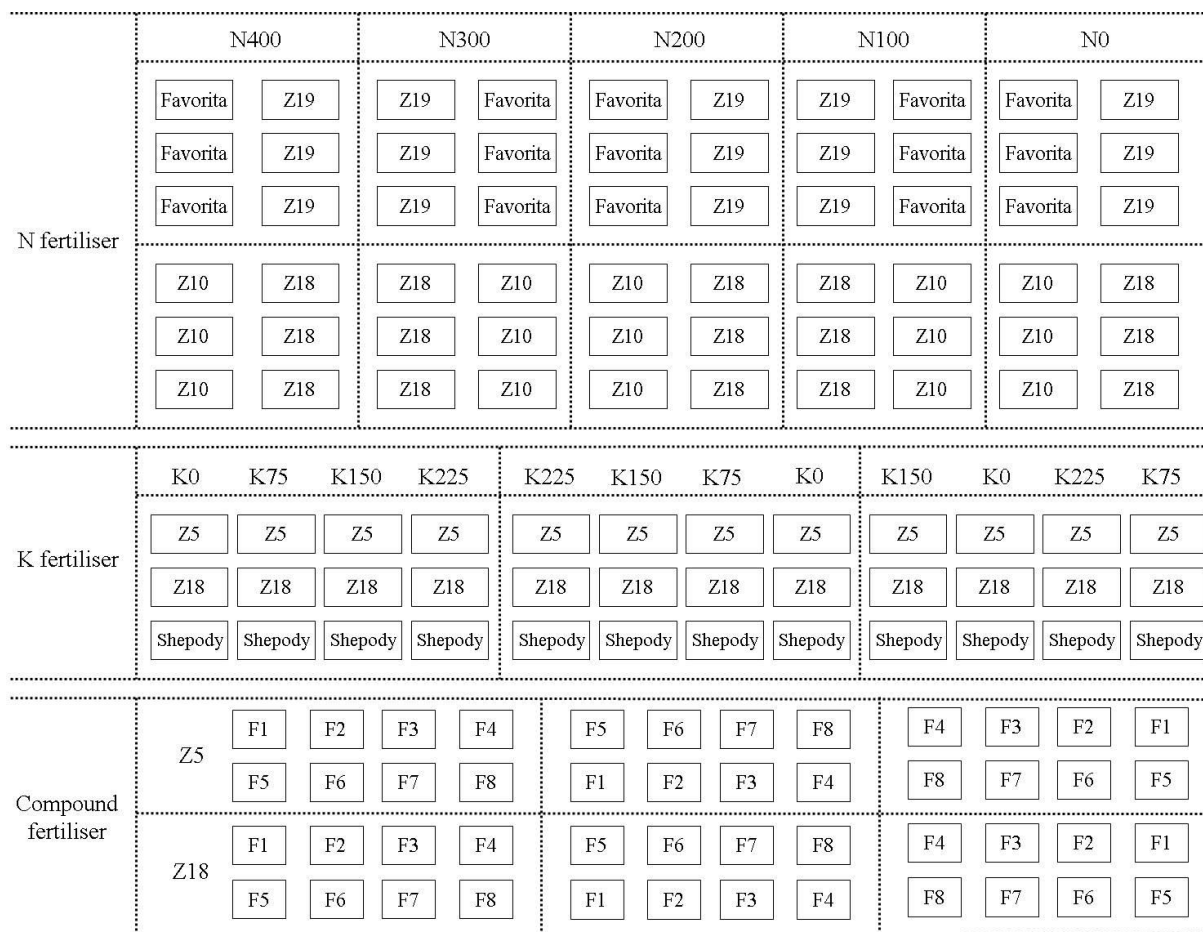 N400 N300 N200 N100 N0
Favorita Z19 Z19 Favorita Favorita Z19 Z19 Favorita Favorita Z19
Favorita Z19 Z19 Favorita Favorita Z19 Z19 Favorita Favorita Z19
Favorita Z19 Z19 Favorita Favorita Z19 Z19 Favorita Favorita Z19
N fertiliser
Z10 Z18 Z18 Z10 Z10 Z18 Z18 Z10 Z10 Z18
Z10 Z18 Z18 Z10 Z10 Z18 Z18 Z10 Z10 Z18
Z10 Z18 Z18 Z10 Z10 Z18 Z18 Z10 Z10 Z18
K0 K75 K150 K225 K225 K150 K75 K0 K150 K0 K225 K75
Z5 Z5 Z5 Z5 Z5 Z5 Z5 Z5 Z5 Z5 Z5 Z5
K fertiliser
Z18 Z18 Z18 Z18 Z18 Z18 Z18 Z18 Z18 Z18 Z18 Z18
Shepody Shepody Shepody Shepody Shepody Shepody Shepody Shepody Shepody Shepody Shepody Shepody
F1 F2 F3 F4 F5 F6 F7 F8 F4 F3 F2 F1
Z5
F5 F6 F7 F8 F1 F2 F3 F4 F8 F7 F6 F5
Compound
fertiliser
F1 F2 F3 F4 F5 F6 F7 F8 F4 F3 F2 F1
Z18
F5 F6 F7 F8 F1 F2 F3 F4 F8 F7 F6 F5